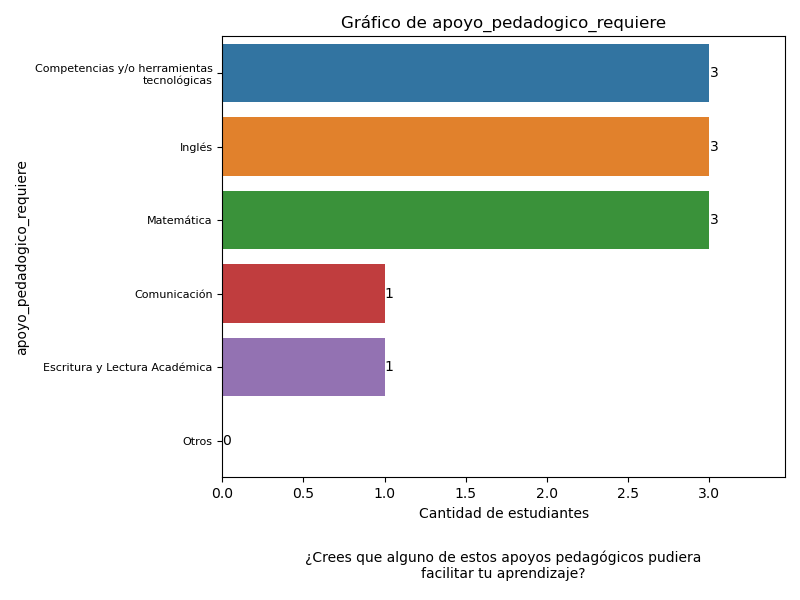 Gráfico de apoyo_pedadogico_requiere
apoyo_pedadogico_requiere
Competencias y/o herramientas
tecnológicas
3
Inglés
3
Matemática
3
Comunicación
1
Escritura y Lectura Académica
1
Otros
0
0.0 0.5 1.0 1.5 2.0 2.5 3.0
Cantidad de estudiantes
¿Crees que alguno de estos apoyos pedagógicos pudiera
facilitar tu aprendizaje?